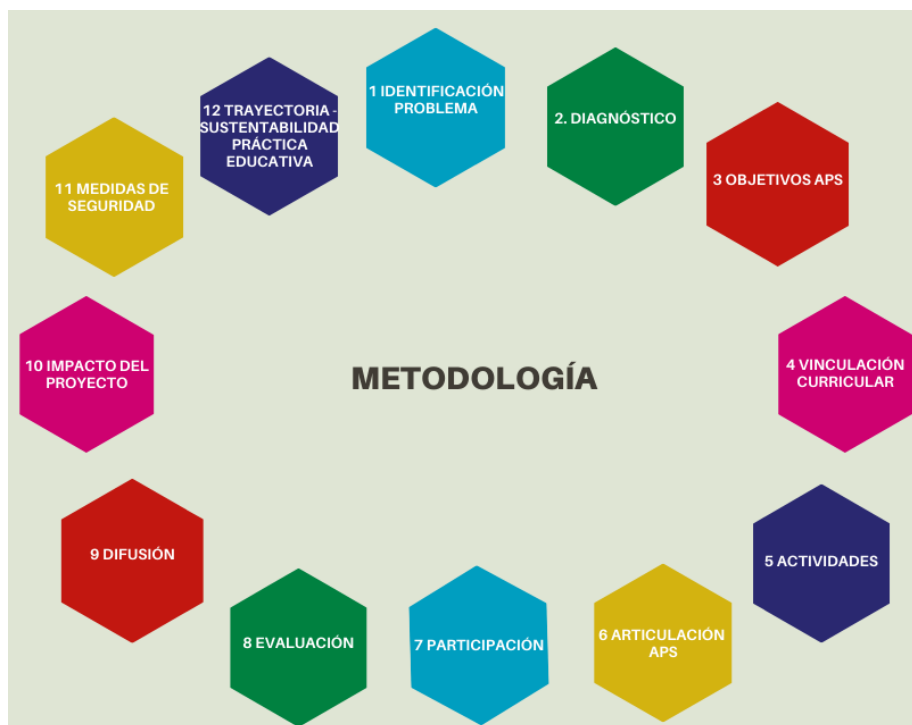 1 IDENTIFICACIÓN
PROBLEMA
2. DIAGNÓSTICO
3 OBJETIVOS APS
4 VINCULACIÓN
CURRICULAR
5 ACTIVIDADES
6 ARTICULACIÓN
APS
7 PARTICIPACIÓN
8 EVALUACIÓN
9 DIFUSIÓN
10 IMPACTO DEL
PROYECTO
11 MEDIDAS DE
SEGURIDAD
12 TRAYECTORIA -
SUSTENTABILIDAD
PRÁCTICA
EDUCATIVA
METODOLOGÍA